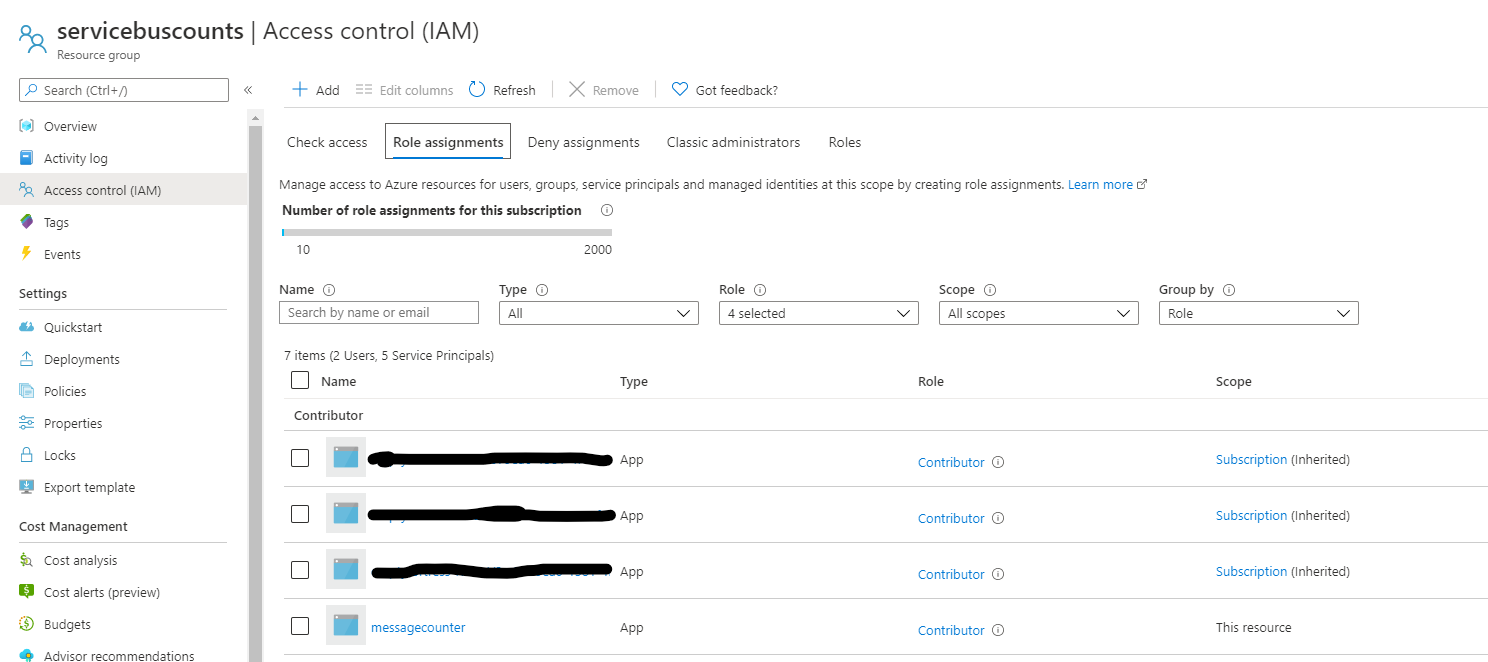 servicebuscounts | Access control (IAM)
Resource group
Search (Ctrl+/)
«
Overview
Activity log
Access control (IAM)
Tags
Events
Settings
Quickstart
Deployments
Policies
Properties
Locks
Export template
Cost Management
Cost analysis
Cost alerts (preview)
Budgets
Advisor recommendations
Add Edit columns Refresh Remove Got feedback?
Check access Role assignments Deny assignments Classic administrators Roles
Manage access to Azure resources for users, groups, service principals and managed identities at this scope by creating role assignments. Learn more
Number of role assignments for this subscription
10 2000
Name Type Role Scope Group by
Search by name or email All 4 selected All scopes Role
7 items (2 Users, 5 Service Principals)
Name Type Role Scope
Contributor
App Contributor Subscription (Inherited)
App Contributor Subscription (Inherited)
App Contributor Subscription (Inherited)
messagecounter App Contributor This resource